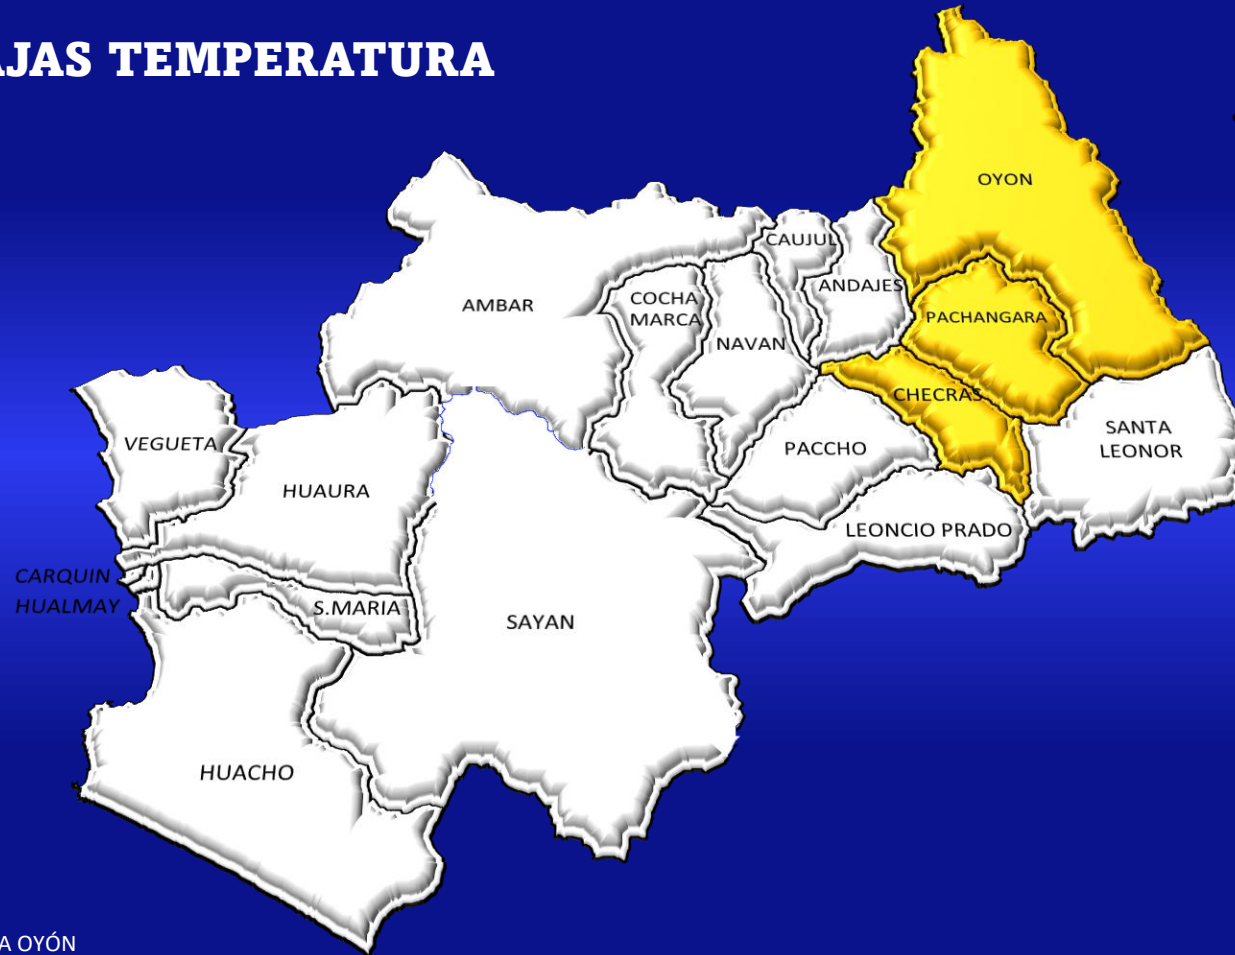 AJAS TEMPERATURA
OYON
CAUJUL
ANDAJES
AMBAR
COCHA
MARCA
PACHANGARA
NAVAN
CHECRAS
VEGUETA
PACCHO
SANTA
LEONOR
HUAURA
LEONCIO PRADO
CARQUIN
HUALMAY
S.MARIA
SAYAN
HUACHO
A OYÓN